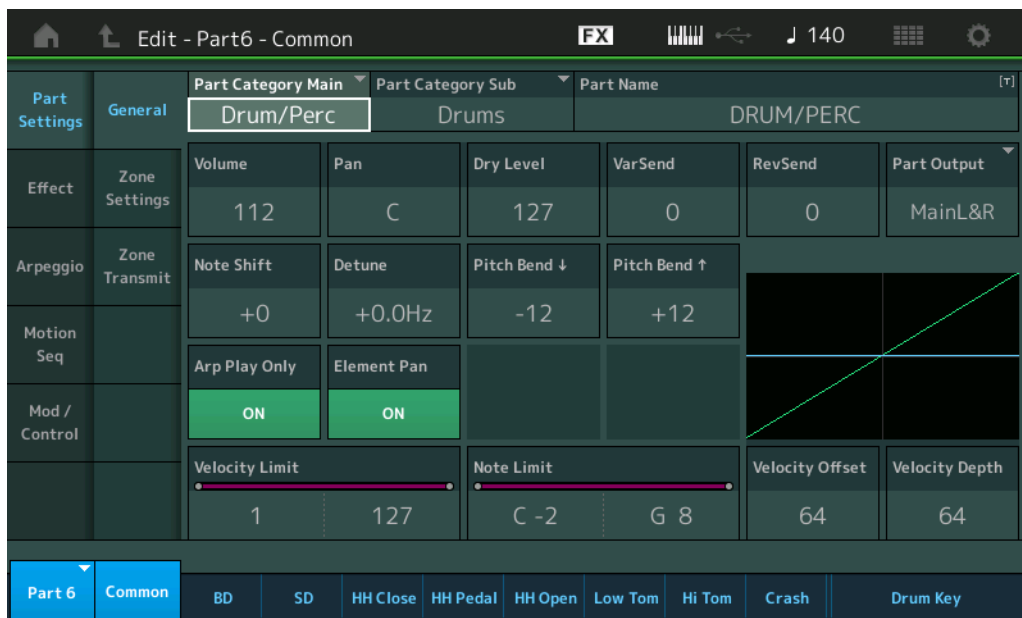 Edit - Part6 - Common FX ♩ 140
Part Settings
General
Part Category Main Part Category Sub Part Name [T]
Drum/Perc Drums DRUM/PERC
Effect
Zone Settings
Volume Pan Dry Level VarSend RevSend Part Output
112 C 127 0 0 MainL&R
Arpeggio
Zone Transmit
Note Shift Detune Pitch Bend ↓ Pitch Bend ↑
+0 +0.0Hz -12 +12
Motion Seq
Arp Play Only Element Pan
ON ON
Mod / Control
Velocity Limit Note Limit Velocity Offset Velocity Depth
1 127 C -2 G 8 64 64
Part 6 Common BD SD HH Close HH Pedal HH Open Low Tom Hi Tom Crash Drum Key